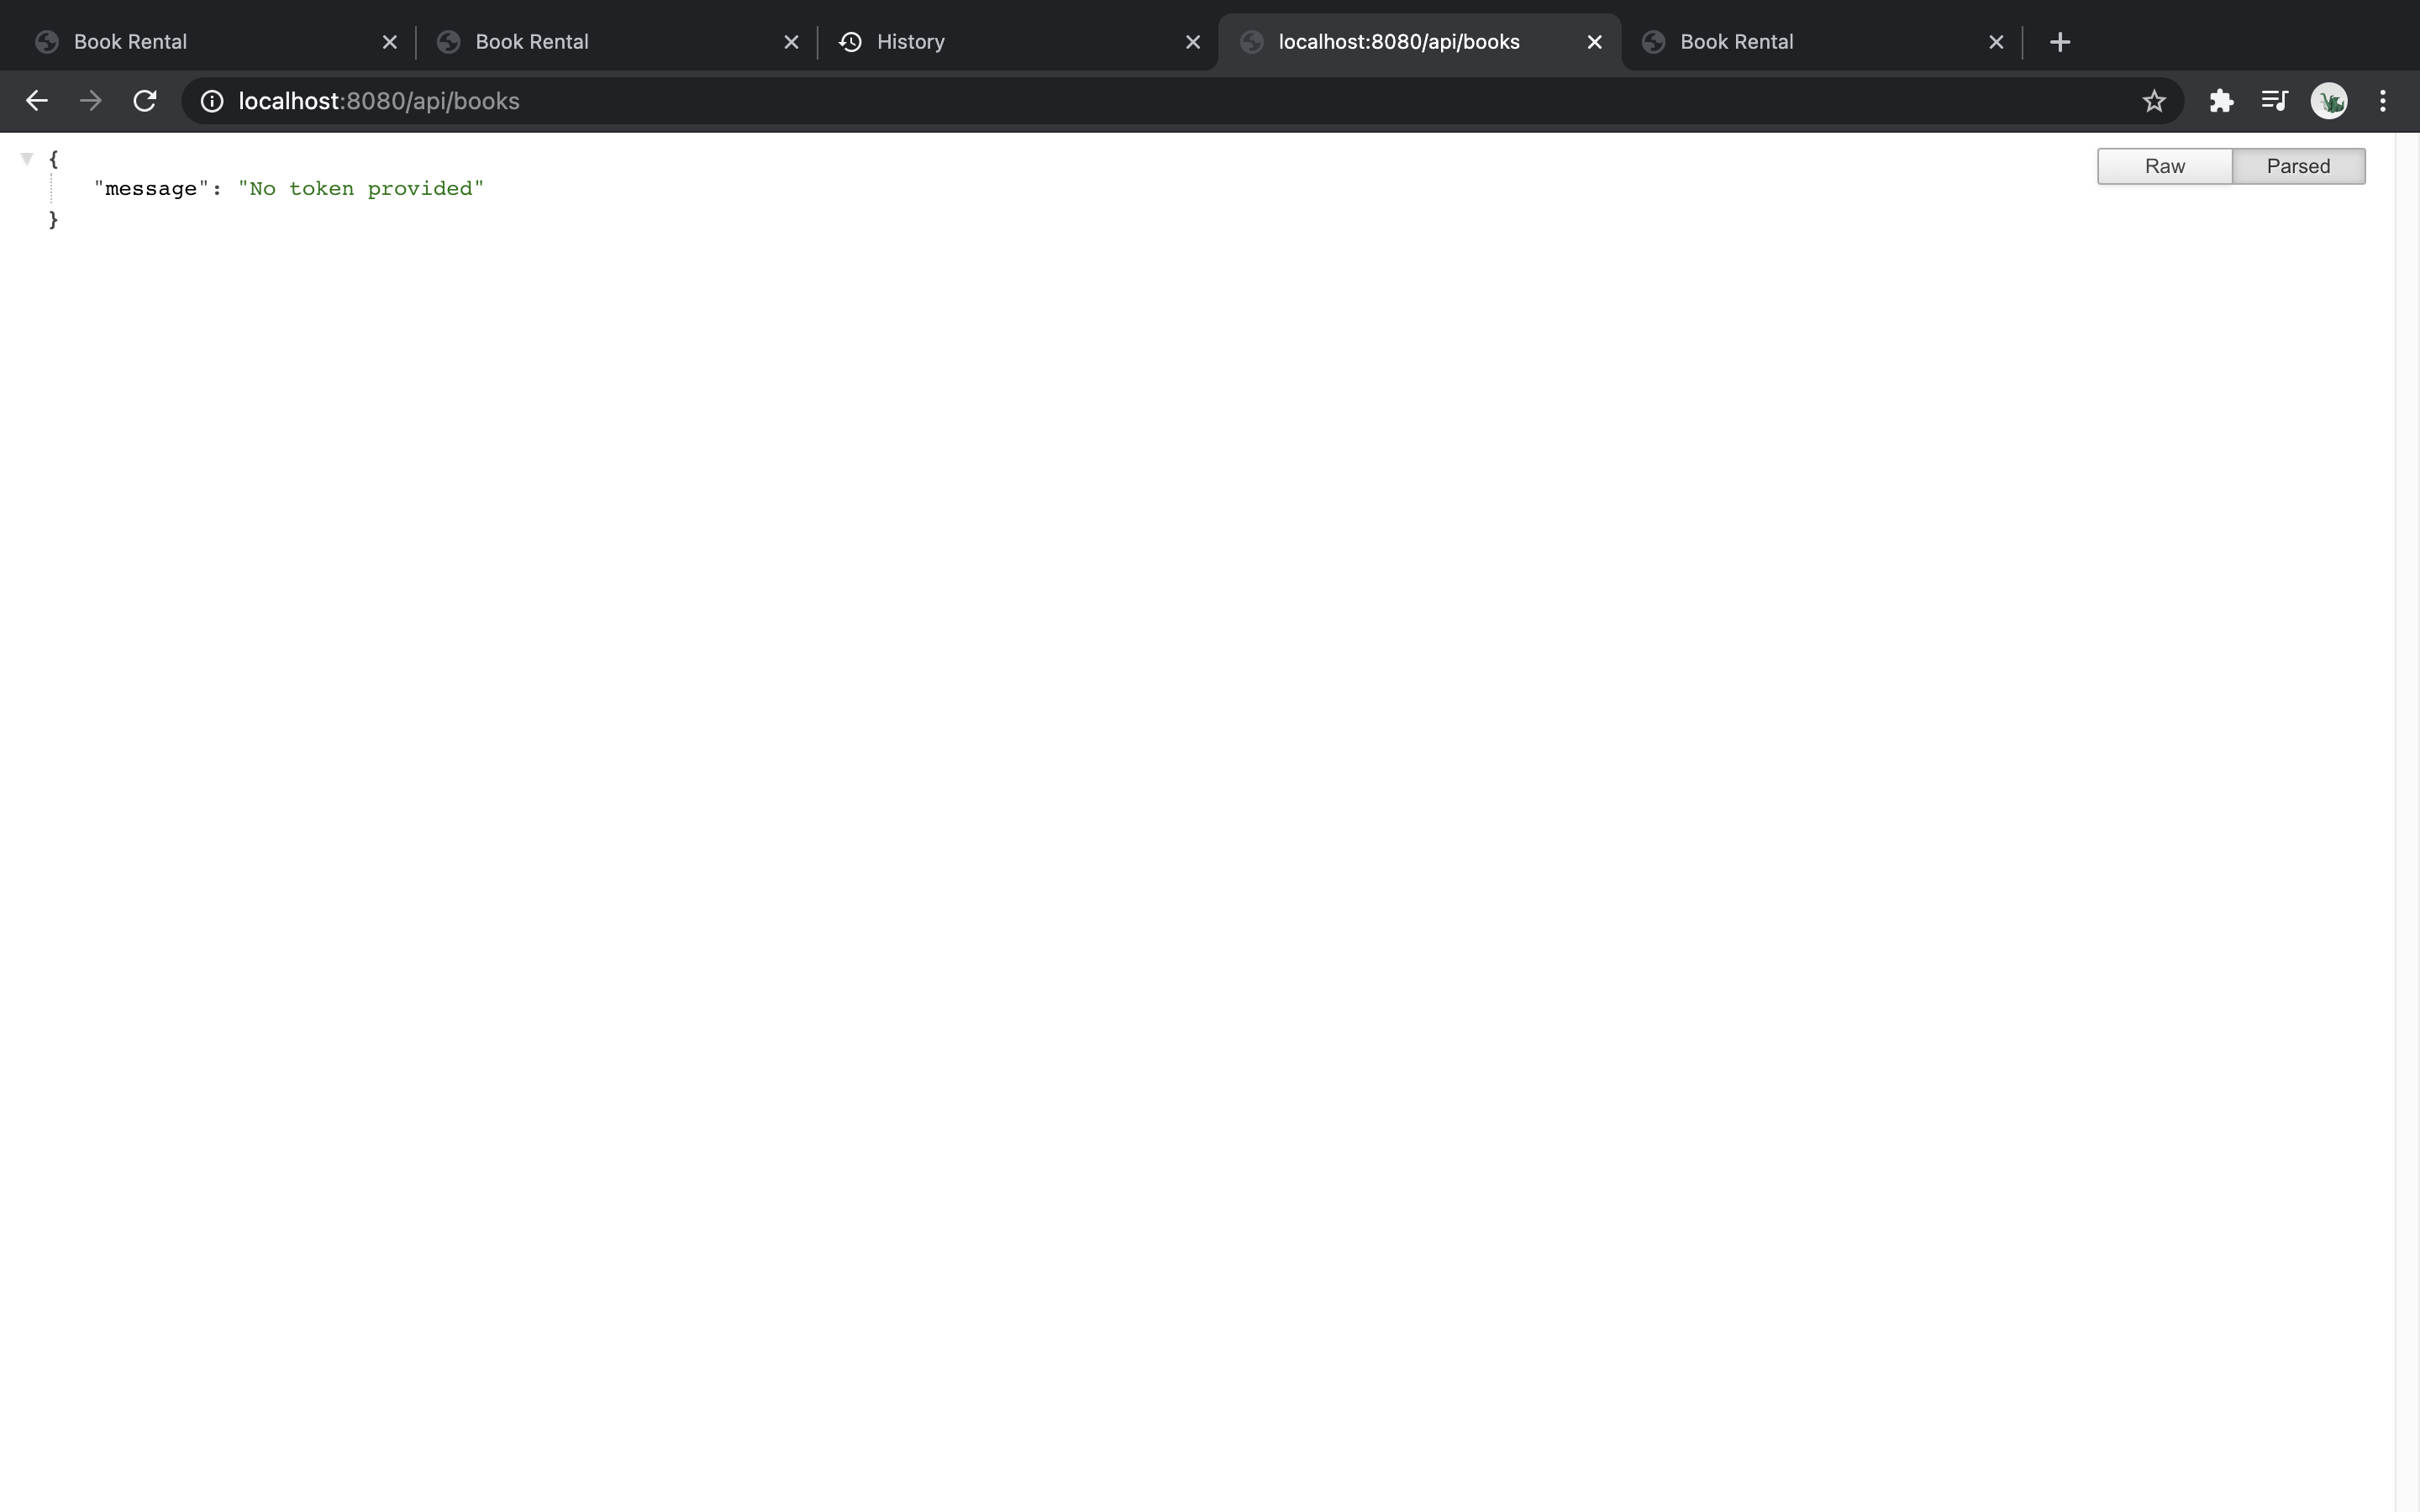 Book Rental
Book Rental
History
localhost:8080/api/books
Book Rental
localhost:8080/api/books
{
"message": "No token provided"
}
Raw
Parsed